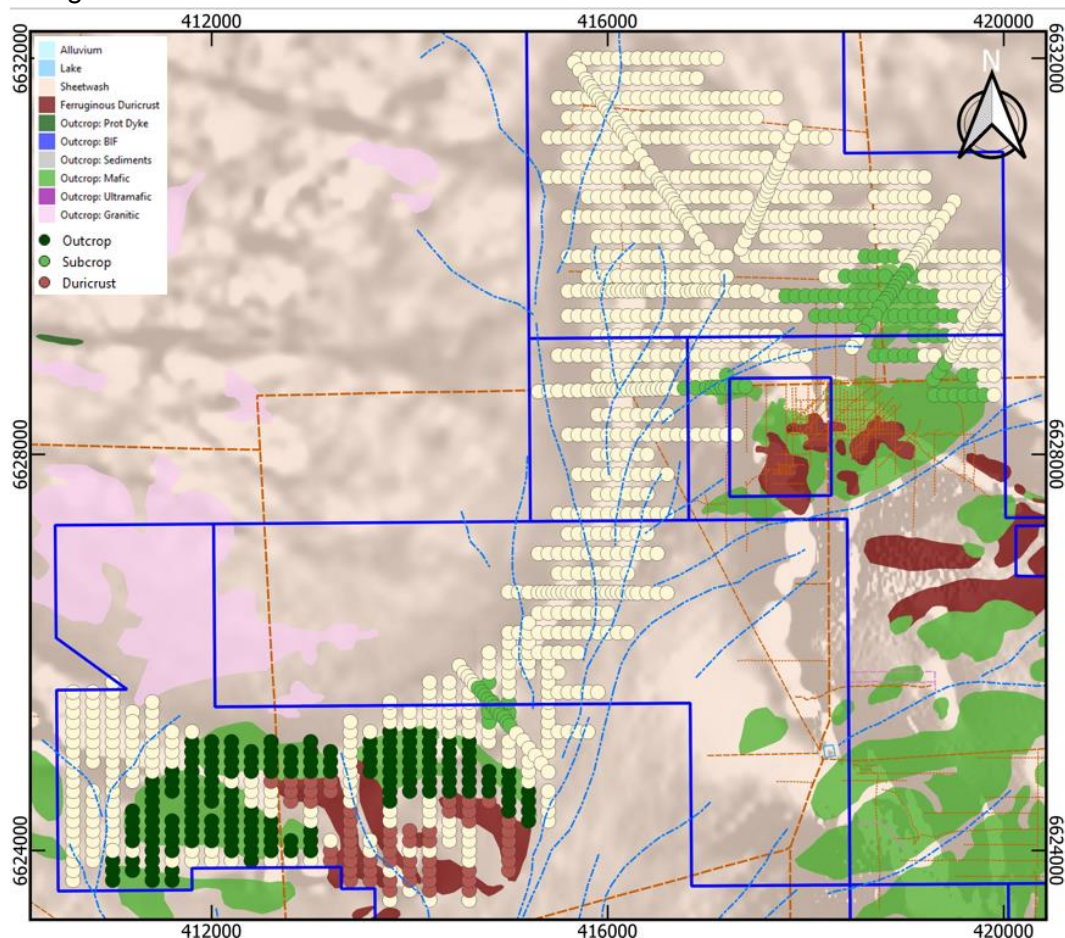 412000
416000
420000
6632000
6632000
Alluvium
Lake
Sheetwash
Ferruginous Duricrust
Outcrop: Prot Dyke
Outcrop: BIF
Outcrop: Sediments
Outcrop: Mafic
Outcrop: Ultramafic
Outcrop: Granitic
Outcrop
Subcrop
Duricrust
N
6628000
6628000
6624000
6624000
412000
416000
420000